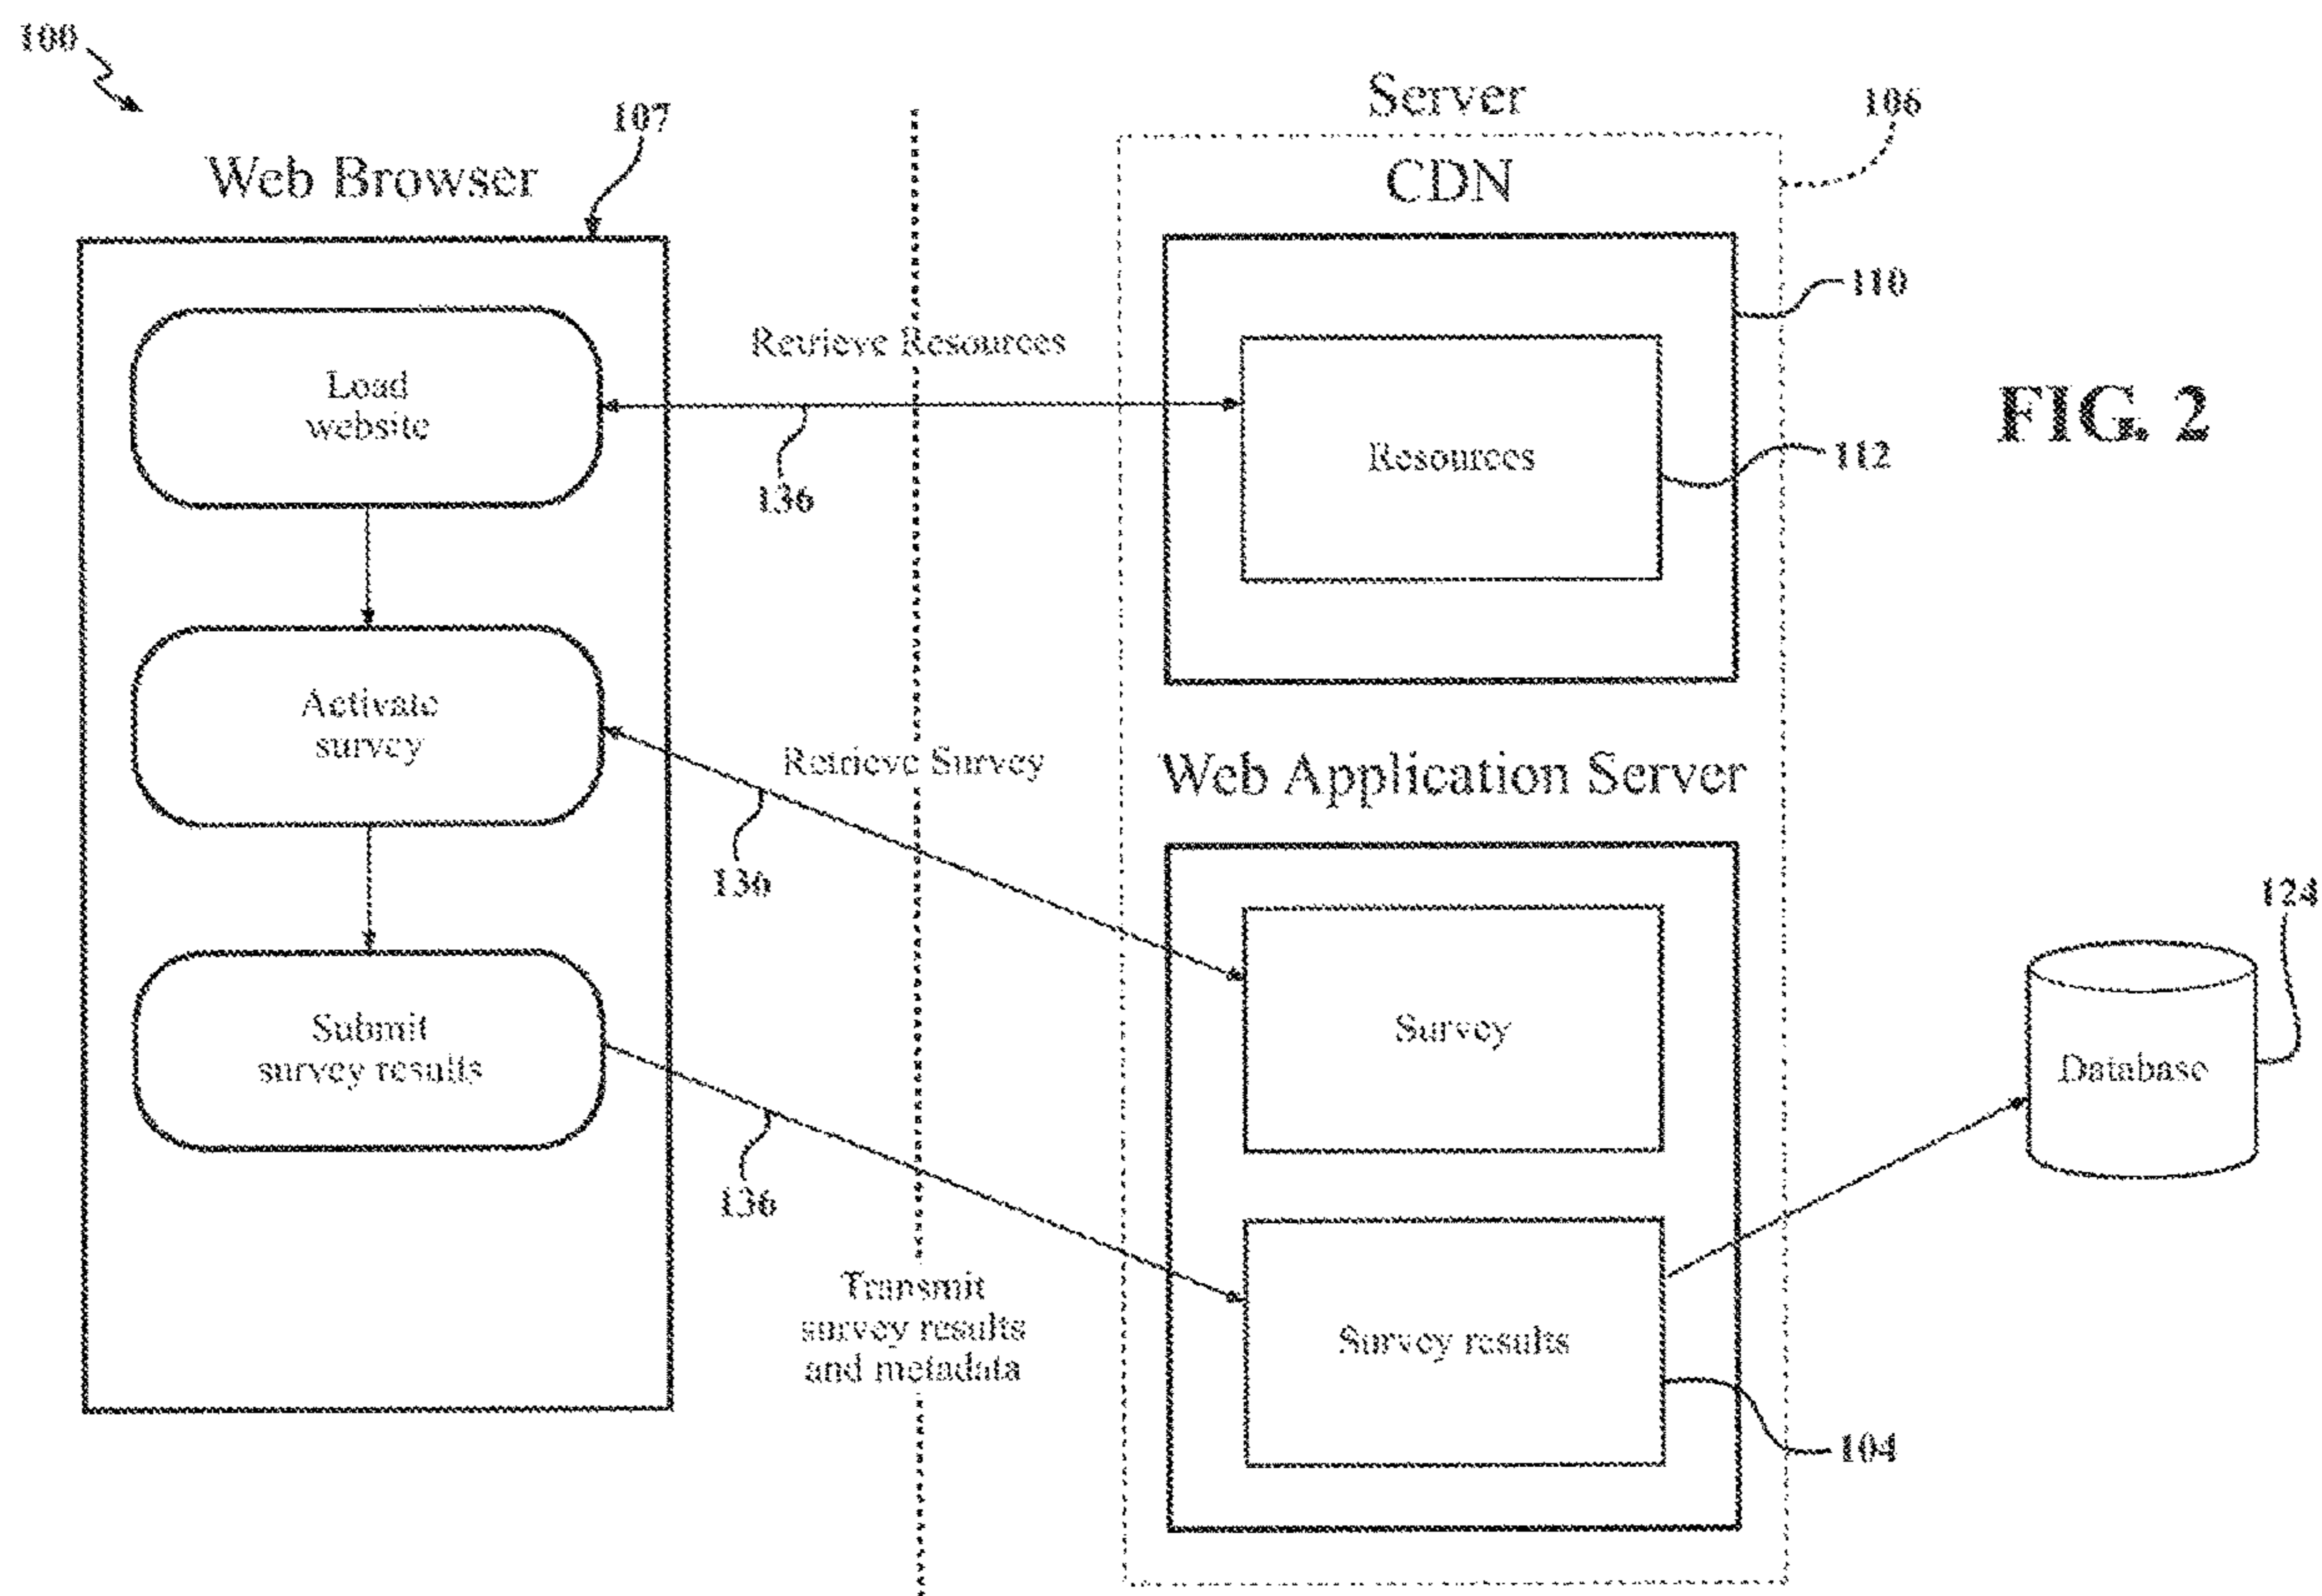 100
107
Web Browser
Server
106
CDN
110
Retrieve Resources
Load
website
136
Resources
112
FIG. 2
Activate
survey
Retrieve Survey
136
Web Application Server
124
Survey
Database
Submit
survey results
136
Transmit
survey results
and metadata
Survey results
104